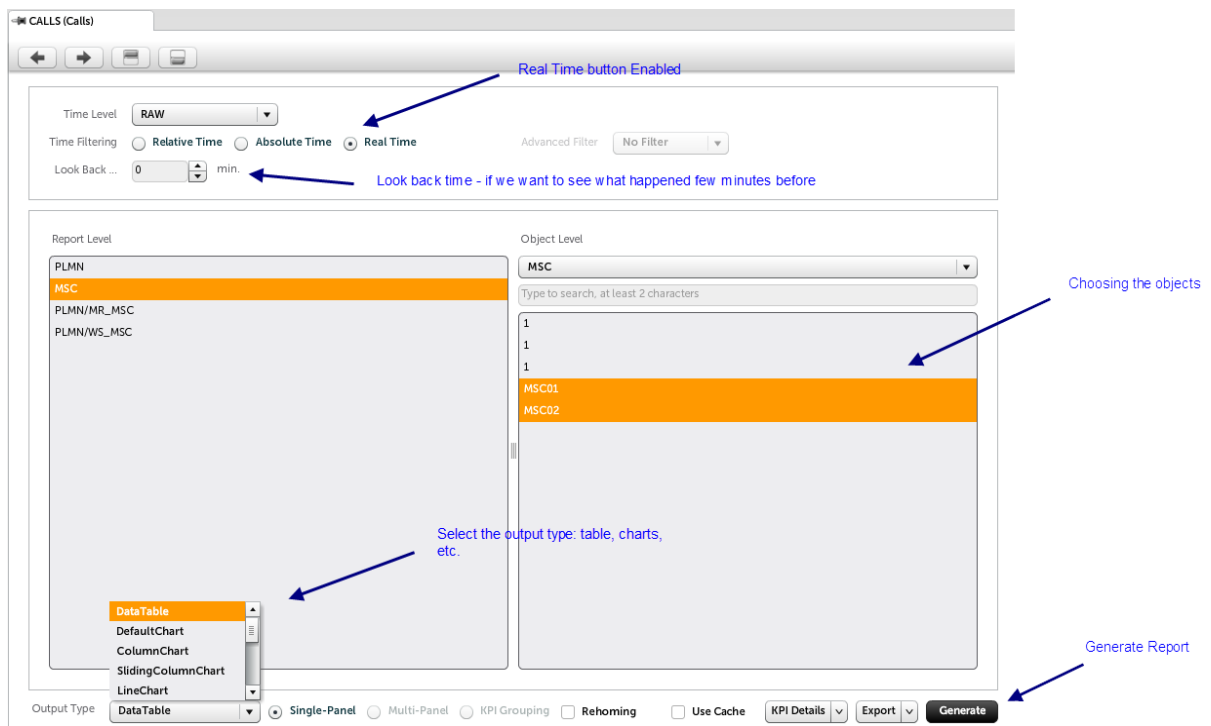 CALLS (Calls)
Real Time button Enabled
Time Level RAW
Time Filtering Relative Time Absolute Time Real Time Advanced Filter No Filter
Look Back ... 0 min.
Look back time - if we want to see what happened few minutes before
Report Level Object Level
PLMN MSC
MSC Type to search, at least 2 characters
Choosing the objects
PLMN/MR_MSC
PLMN/WS_MSC 1
1
1
MSC01
MSC02
Select the output type: table, charts,
etc.
DataTable
DefaultChart
ColumnChart
SlidingColumnChart
LineChart
Generate Report
Output Type DataTable Single-Panel Multi-Panel KPI Grouping Rehoming Use Cache KPI Details Export Generate